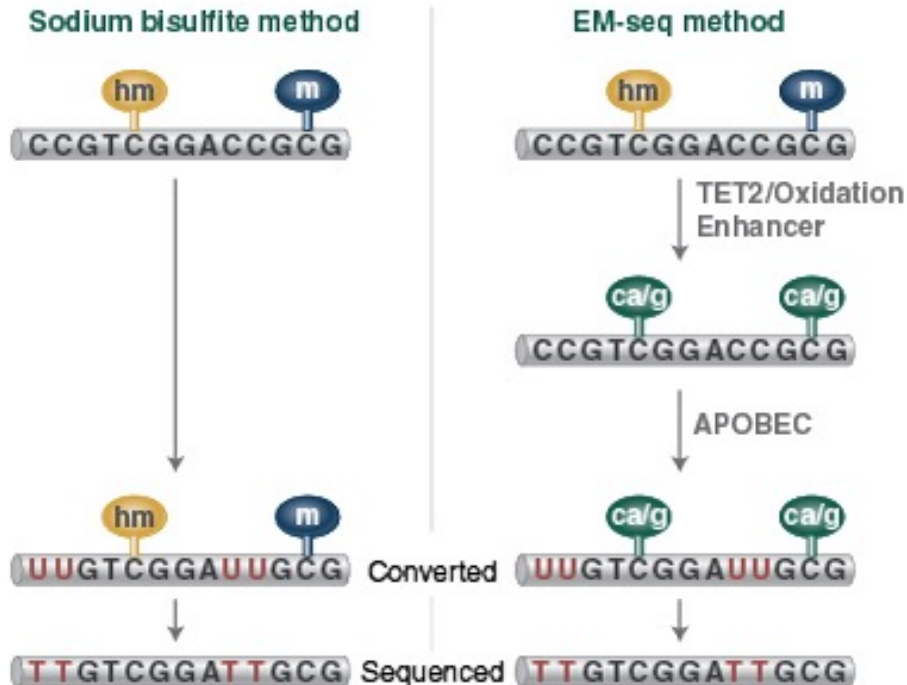 Sodium bisulfite method
hm
m
CCGTCGGACCGCG
hm
m
UUGTCGGAUUGCG
TTGTCGGATTGCG
Converted
Sequenced
EM-seq method
hm
m
CCGTCGGACCGCG
TET2/Oxidation
Enhancer
ca/g
ca/g
CCGTCGGACCGCG
APOBEC
ca/g
ca/g
UUGTCGGAUUGCG
TTGTCGGATTGCG